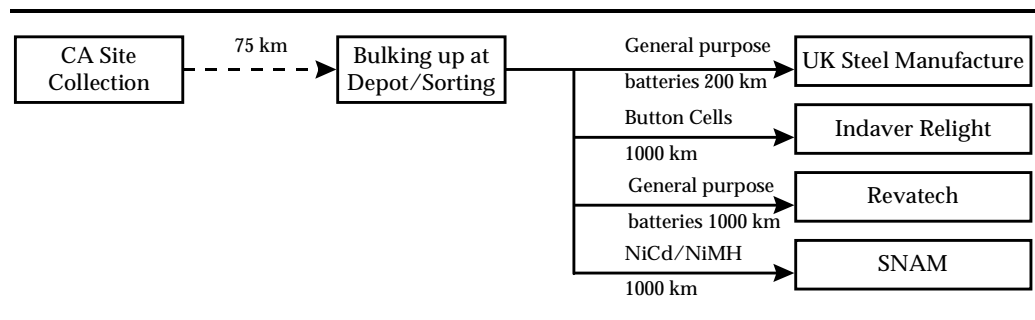 CA Site
Collection
75 km
Bulking up at
Depot/Sorting
General purpose
batteries 200 km
UK Steel Manufacture
Button Cells
1000 km
Indaver Relight
General purpose
batteries 1000 km
Revatech
NiCd/NiMH
1000 km
SNAM